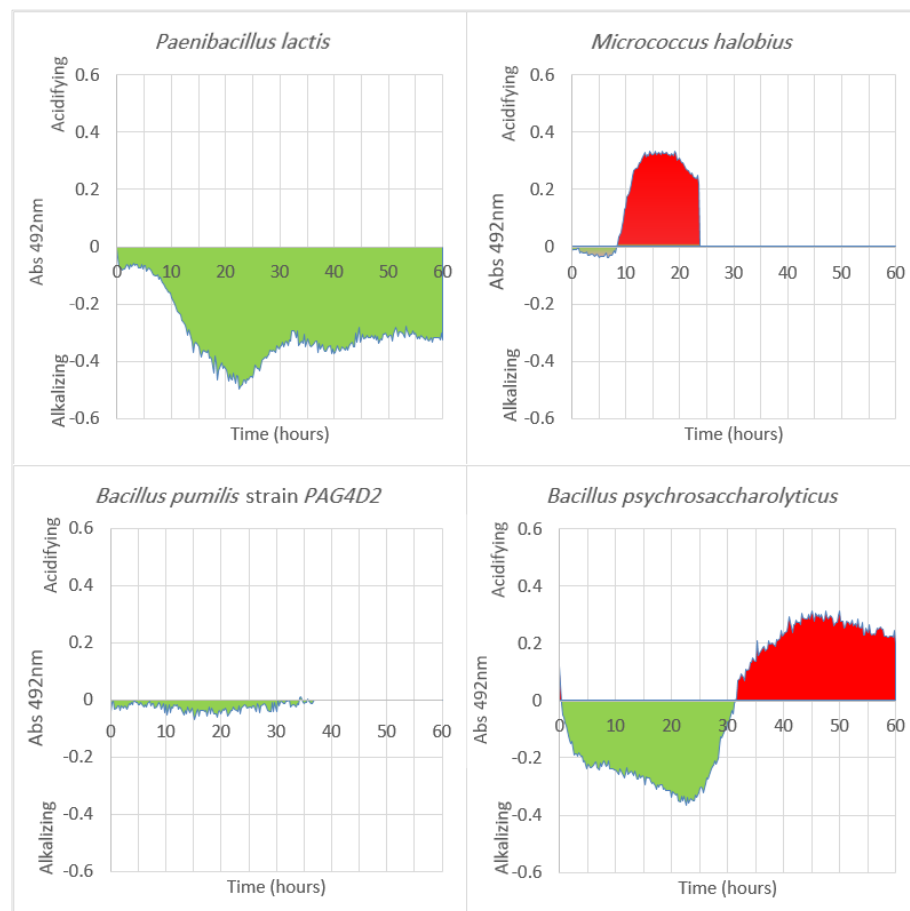 Paenibacillus lactis
Acidifying
Abs 492nm
Alkalizing
0.6
0.4
0.2
0
-0.2
-0.4
-0.6
0 10 20 30 40 50 60
Time (hours)
Micrococcus halobius
Acidifying
Abs 492nm
Alkalizing
0.6
0.4
0.2
0
-0.2
-0.4
-0.6
0 10 20 30 40 50 60
Time (hours)
Bacillus pumilis strain PAG4D2
Acidifying
Abs 492nm
Alkalizing
0.6
0.4
0.2
0
-0.2
-0.4
-0.6
0 10 20 30 40 50 60
Time (hours)
Bacillus psychrosaccharolyticus
Acidifying
Abs 492nm
Alkalizing
0.6
0.4
0.2
0
-0.2
-0.4
-0.6
0 10 20 30 40 50 60
Time (hours)